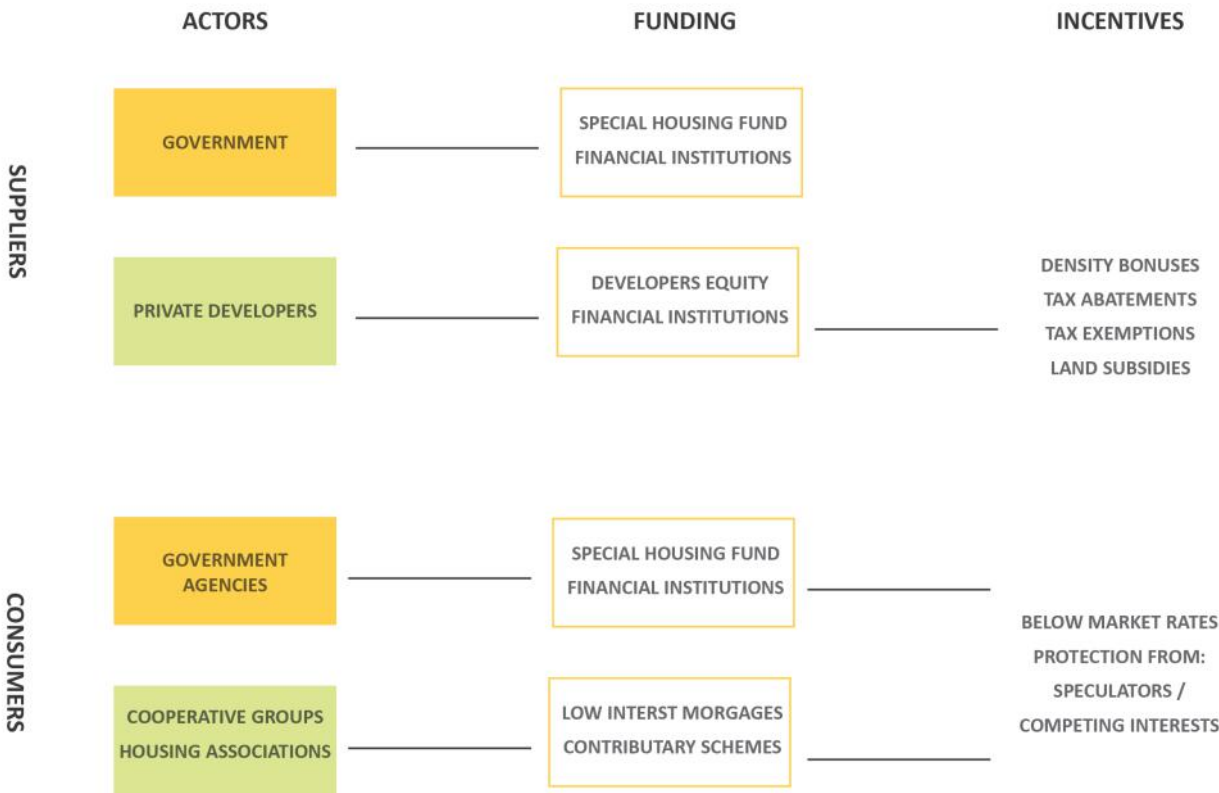 ACTORS
FUNDING
INCENTIVES
SUPPLIERS
GOVERNMENT
SPECIAL HOUSING FUND
FINANCIAL INSTITUTIONS
PRIVATE DEVELOPERS
DEVELOPERS EQUITY
FINANCIAL INSTITUTIONS
DENSITY BONUSES
TAX ABATEMENTS
TAX EXEMPTIONS
LAND SUBSIDIES
CONSUMERS
GOVERNMENT
AGENCIES
SPECIAL HOUSING FUND
FINANCIAL INSTITUTIONS
COOPERATIVE GROUPS
HOUSING ASSOCIATIONS
LOW INTERST MORGAGES
CONTRIBUTARY SCHEMES
BELOW MARKET RATES
PROTECTION FROM:
SPECULATORS /
COMPETING INTERESTS